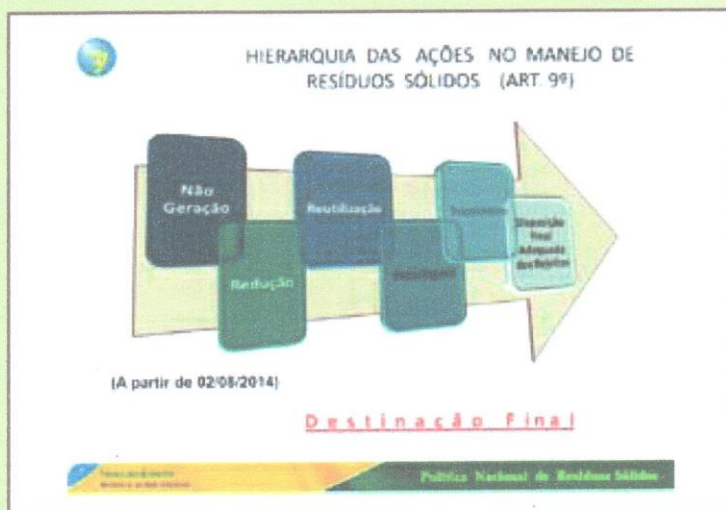 HIERARQUIA DAS AÇÕES NO MANEJO DE
RESÍDUOS SÓLIDOS (ART. 9º)
Não
Geração
Redução
Reutilização
Reciclagem
Tratamento
Disposição
Final
Adequada
dos Rejeitos
(A partir de 02/08/2014)
Destinação Final
Política Nacional de Resíduos Sólidos